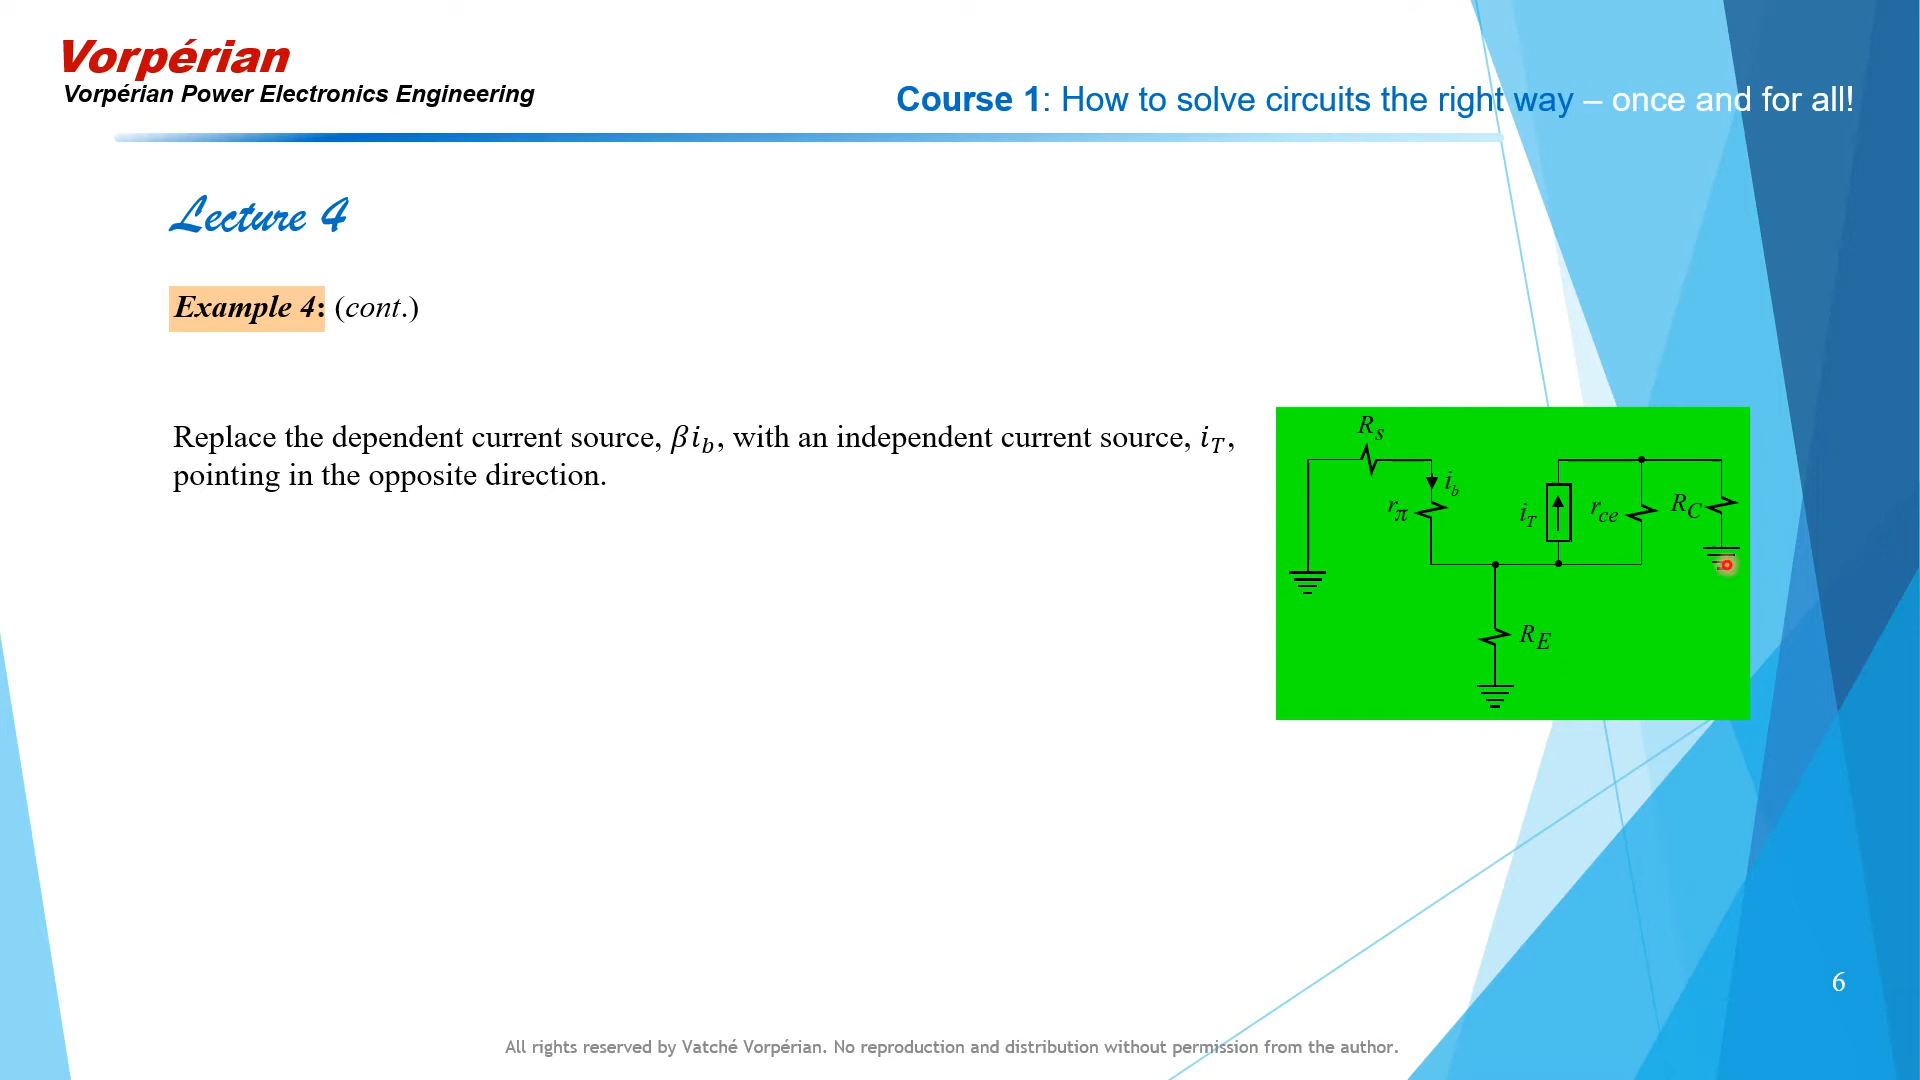 Vorpérian
Vorpérian Power Electronics Engineering
Course 1: How to solve circuits the right way – once and for all!
Lecture 4
Example 4: (cont.)
Replace the dependent current source, βi_b, with an independent current source, i_T,
pointing in the opposite direction.
R_s
i_b
r_π
i_T
r_ce
R_C
R_E
6
All rights reserved by Vatché Vorpérian. No reproduction and distribution without permission from the author.